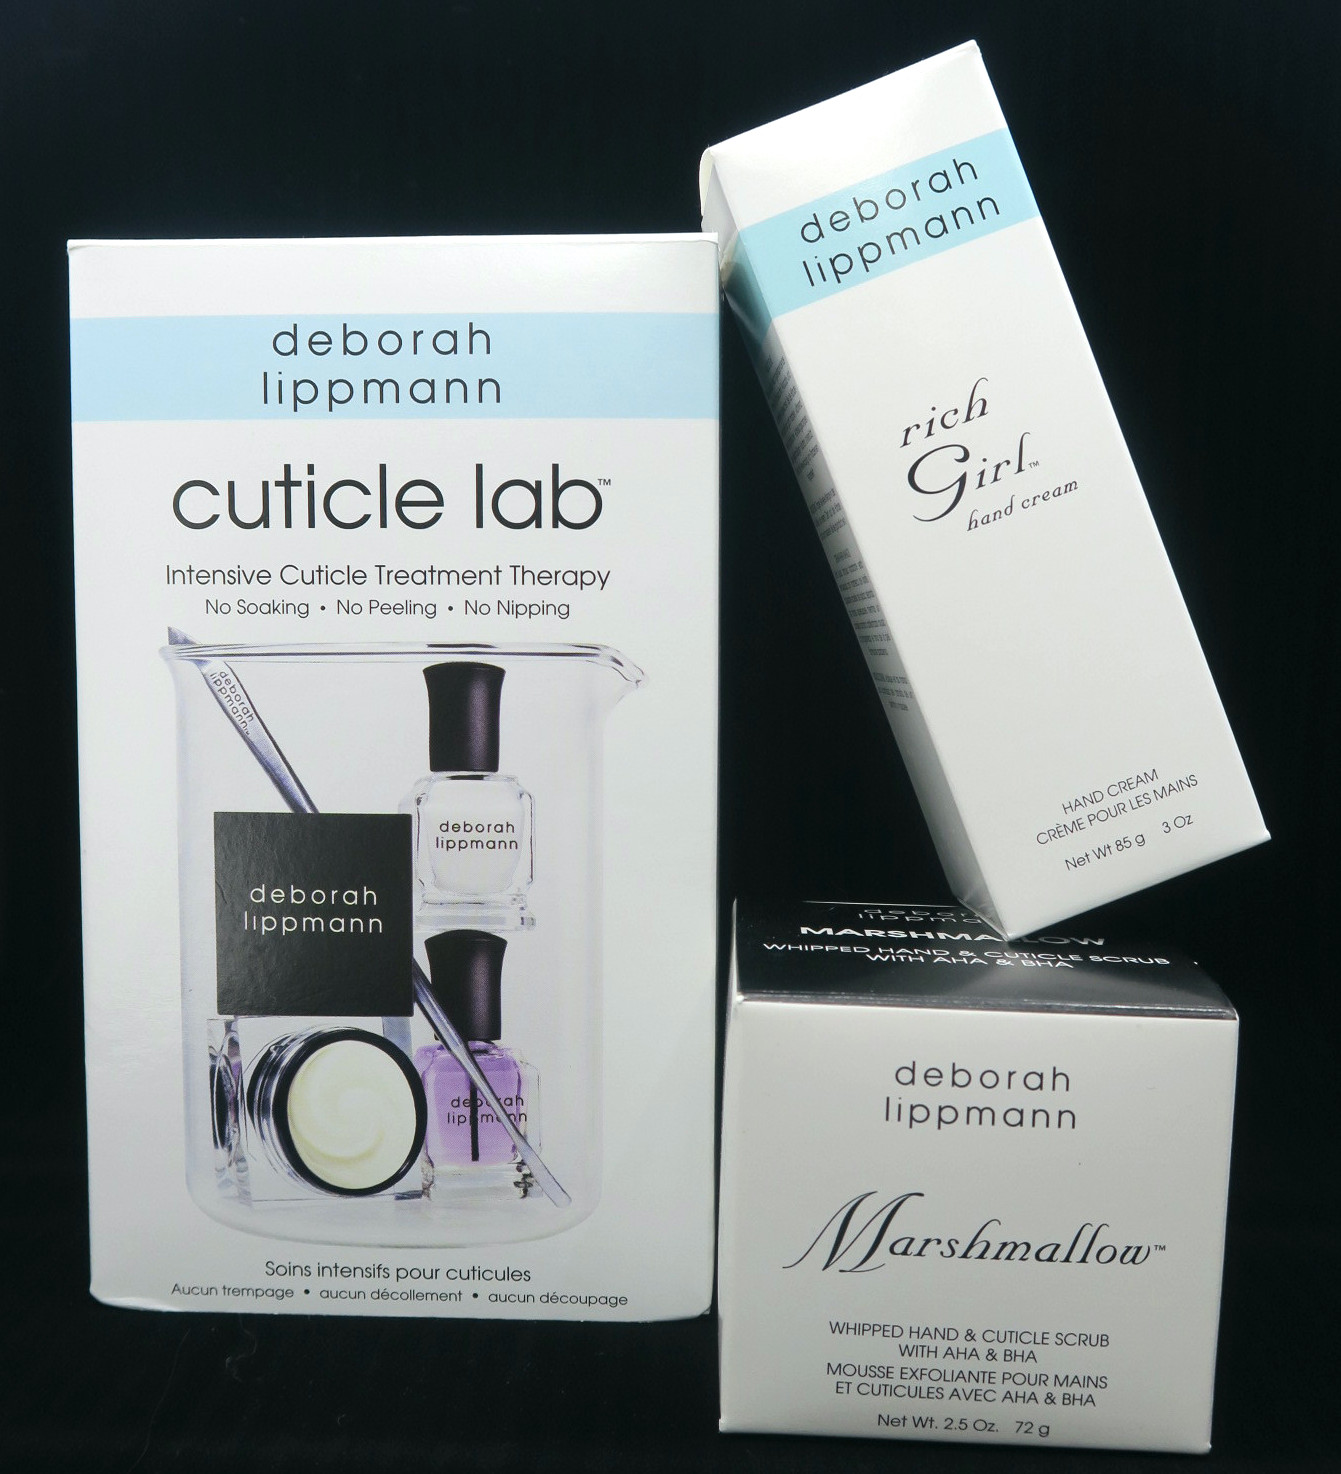 deborah
lippmann
cuticle lab™
Intensive Cuticle Treatment Therapy
No Soaking • No Peeling • No Nipping
deborah
lippmann
deborah
lippmann
deborah
lippmann
deborah
lippmann
Soins intensifs pour cuticules
Aucun trempage • aucun décollement • aucun découpage
deborah
lippmann
rich
Girl™
hand cream
HAND CREAM
CRÈME POUR LES MAINS
Net Wt 85 g 3 Oz
MARSHMALLOW
WHIPPED HAND & CUTICLE SCRUB
WITH AHA & BHA
deborah
lippmann
Marshmallow™
WHIPPED HAND & CUTICLE SCRUB
WITH AHA & BHA
MOUSSE EXFOLIANTE POUR MAINS
ET CUTICULES AVEC AHA & BHA
Net Wt. 2.5 Oz. 72 g